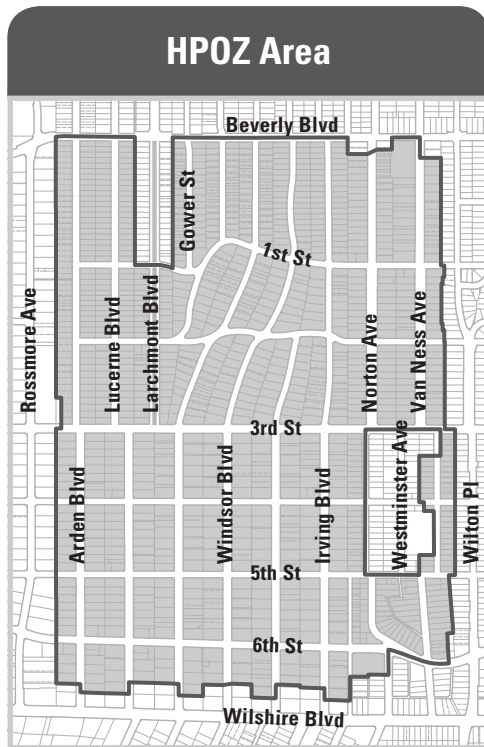 HPOZ Area
Beverly Blvd
Gower St
1st St
Rossmore Ave
Lucerne Blvd
Larchmont Blvd
Norton Ave
Van Ness Ave
3rd St
Arden Blvd
Windsor Blvd
Irving Blvd
Westminster Ave
Wilton Pl
5th St
6th St
Wilshire Blvd